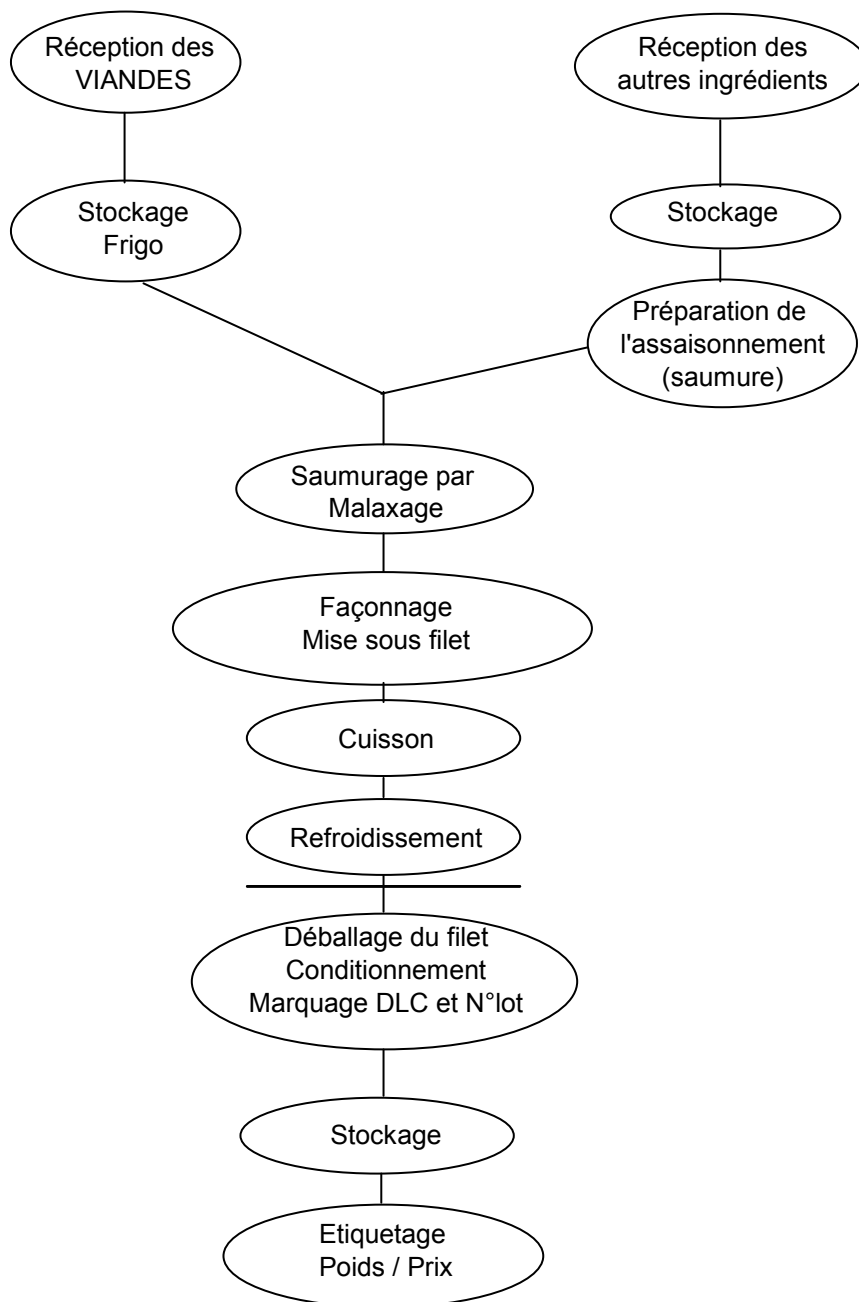 Réception des
VIANDES
Réception des
autres ingrédients
Stockage
Frigo
Stockage
Préparation de
l'assaisonnement
(saumure)
Saumurage par
Malaxage
Façonnage
Mise sous filet
Cuisson
Refroidissement
Déballage du filet
Conditionnement
Marquage DLC et N°lot
Stockage
Etiquetage
Poids / Prix